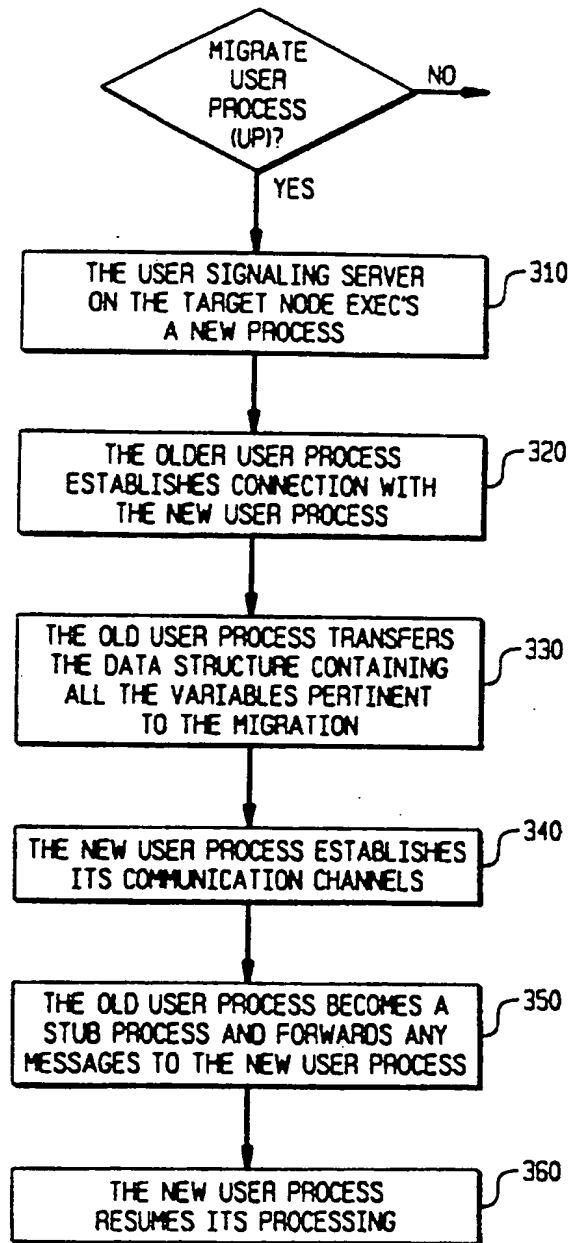 MIGRATE
USER
PROCESS
(UP)?
NO
YES
THE USER SIGNALING SERVER
ON THE TARGET NODE EXEC'S
A NEW PROCESS
310
THE OLDER USER PROCESS
ESTABLISHES CONNECTION WITH
THE NEW USER PROCESS
320
THE OLD USER PROCESS TRANSFERS
THE DATA STRUCTURE CONTAINING
ALL THE VARIABLES PERTINENT
TO THE MIGRATION
330
THE NEW USER PROCESS ESTABLISHES
ITS COMMUNICATION CHANNELS
340
THE OLD USER PROCESS BECOMES A
STUB PROCESS AND FORWARDS ANY
MESSAGES TO THE NEW USER PROCESS
350
THE NEW USER PROCESS
RESUMES ITS PROCESSING
360